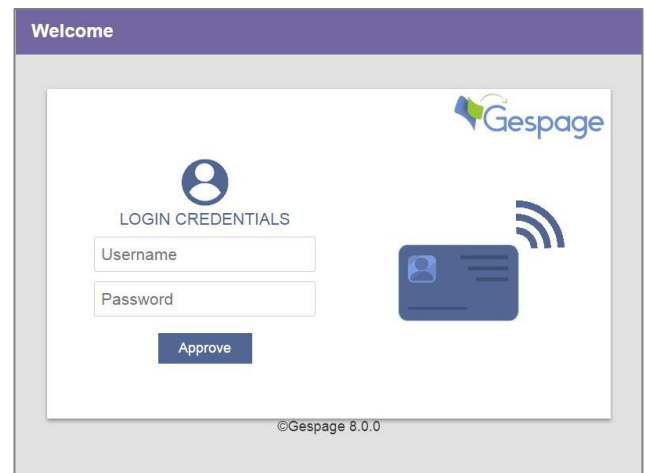 Welcome
Gespage
LOGIN CREDENTIALS
Username
Password
Approve
©Gespage 8.0.0